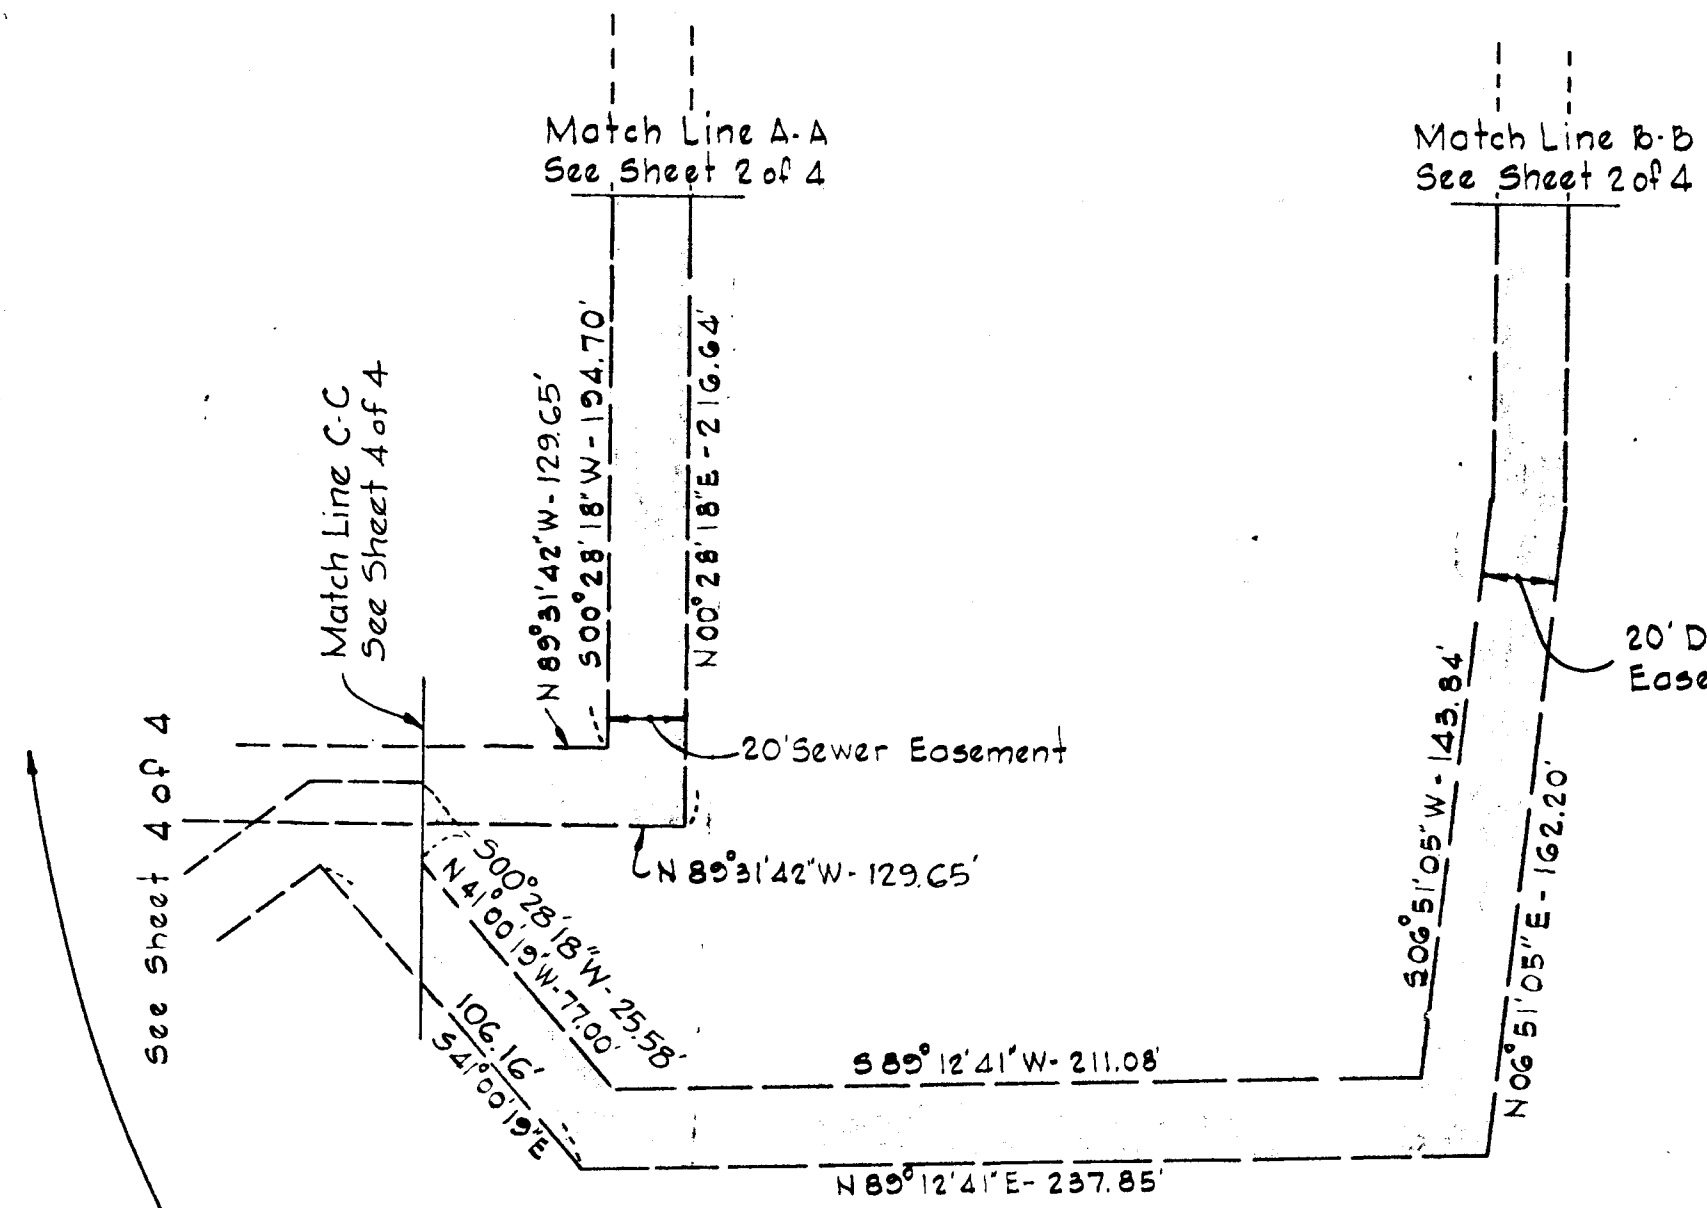 Match Line A-A
See Sheet 2 of 4
Match Line B-B
See Sheet 2 of 4
Match Line C-C
See Sheet 4 of 4
N 89°31'42"W-129.65'
S00°28'18"W-194.70'
N00°28'18"E-216.64'
20' D
Ease
See Sheet 4 of 4
20' Sewer Easement
S06°51'05"W-143.84'
N06°51'05"E-162.20'
N 89°31'42"W-129.65'
S00°28'18"W-25.58'
N41°00'19"W-77.00'
106.16'
S41°00'19"E
S 89°12'41"W-211.08'
N 89°12'41"E-237.85'